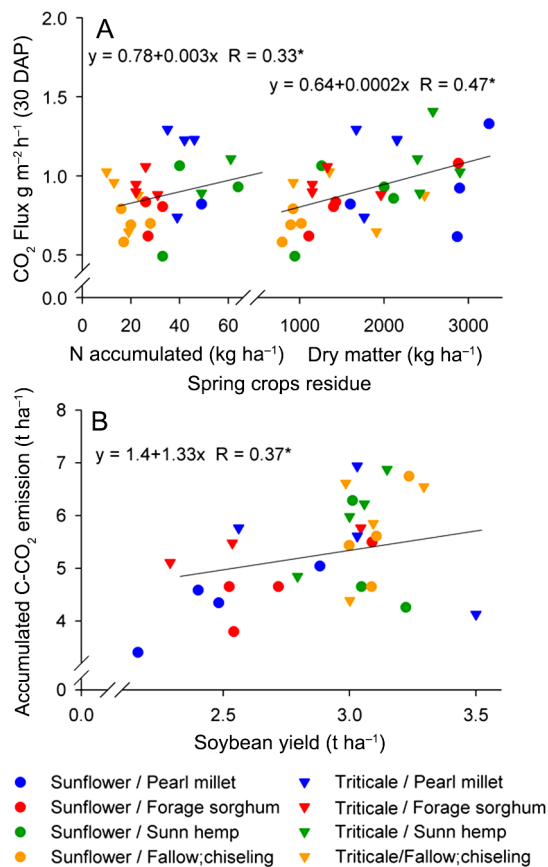 A
y = 0.78+0.003x R = 0.33*
y = 0.64+0.0002x R = 0.47*
CO₂ Flux g m⁻² h⁻¹ (30 DAP)
2.0
1.5
1.0
0.5
0.0
0 20 40 60 1000 2000 3000
N accumulated (kg ha⁻¹) Dry matter (kg ha⁻¹)
Spring crops residue
B
y = 1.4+1.33x R = 0.37*
Accumulated C-CO₂ emission (t ha⁻¹)
8
7
6
5
4
0
0.0 2.5 3.0 3.5
Soybean yield (t ha⁻¹)
Sunflower / Pearl millet Triticale / Pearl millet
Sunflower / Forage sorghum Triticale / Forage sorghum
Sunflower / Sunn hemp Triticale / Sunn hemp
Sunflower / Fallow;chiseling Triticale/Fallow;chiseling